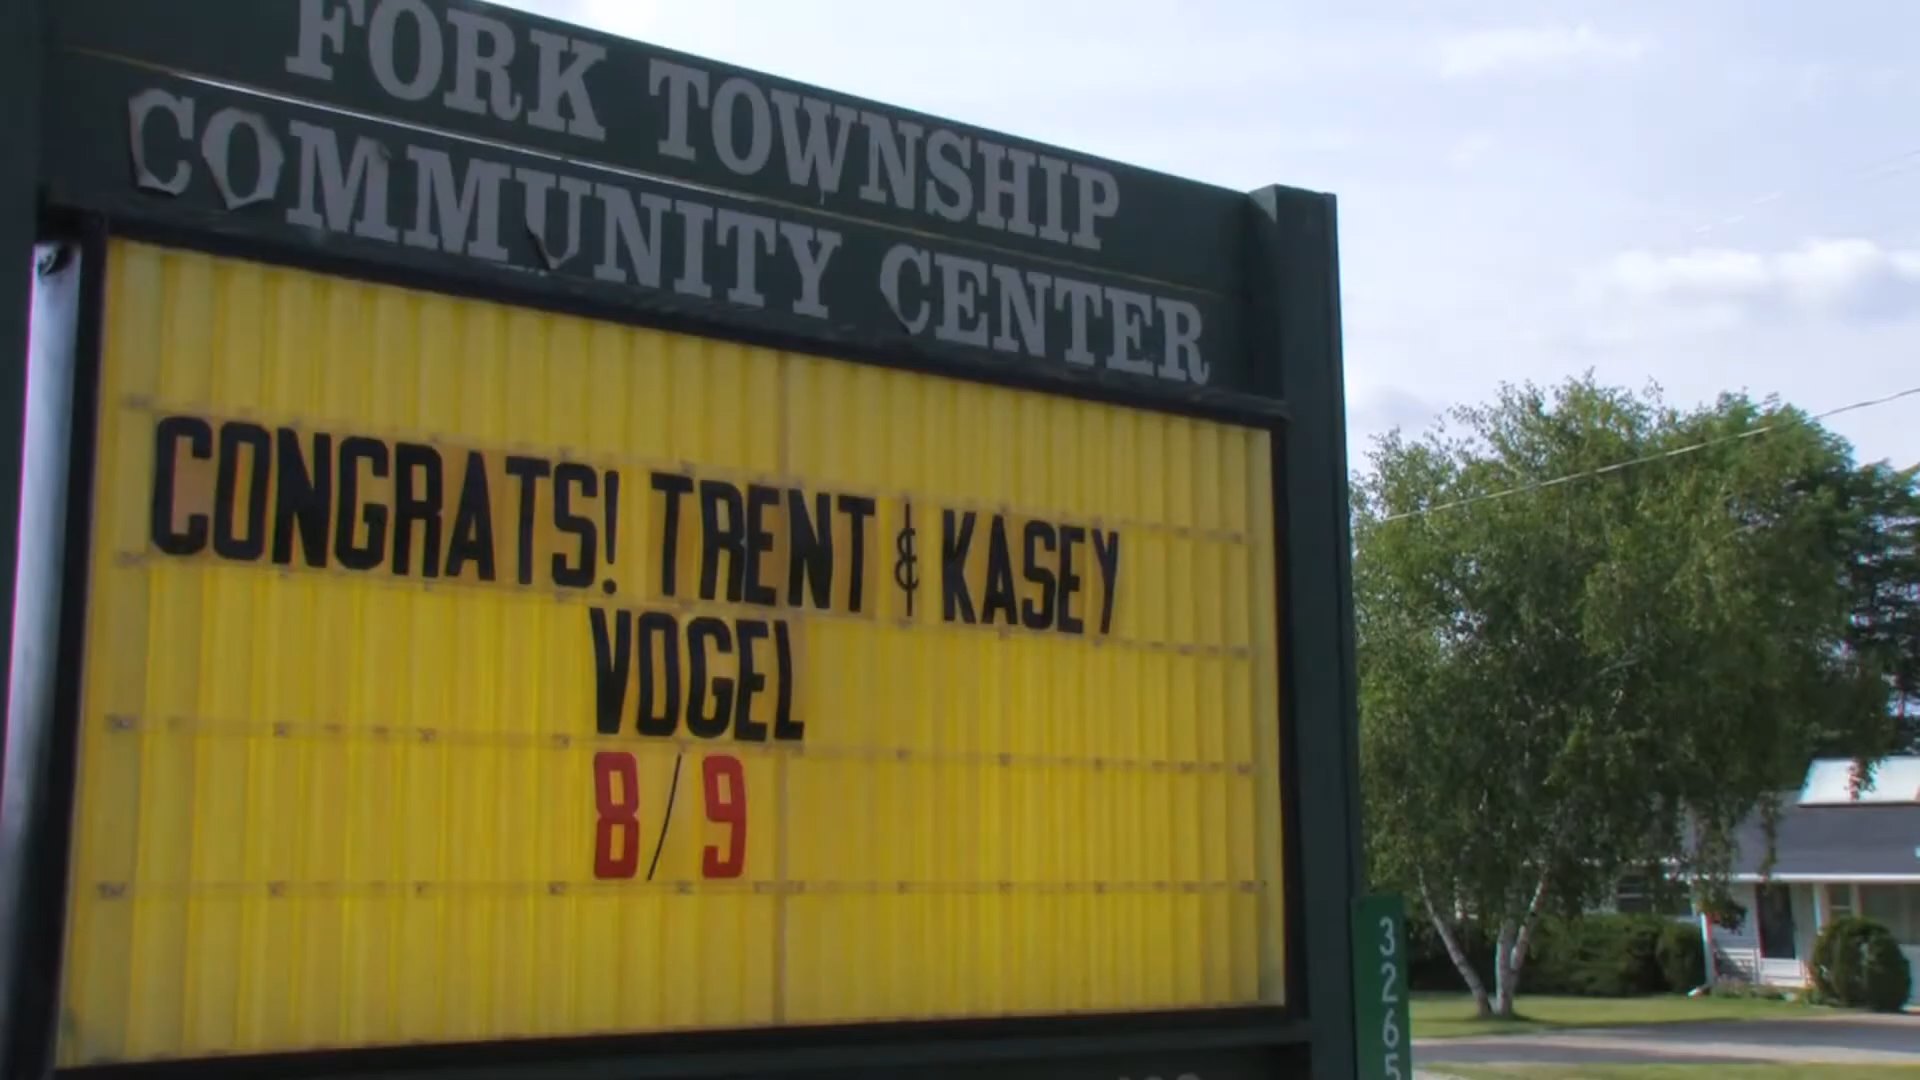 FORK TOWNSHIP
COMMUNITY CENTER
CONGRATS! TRENT & KASEY
VOGEL
8/9
3265